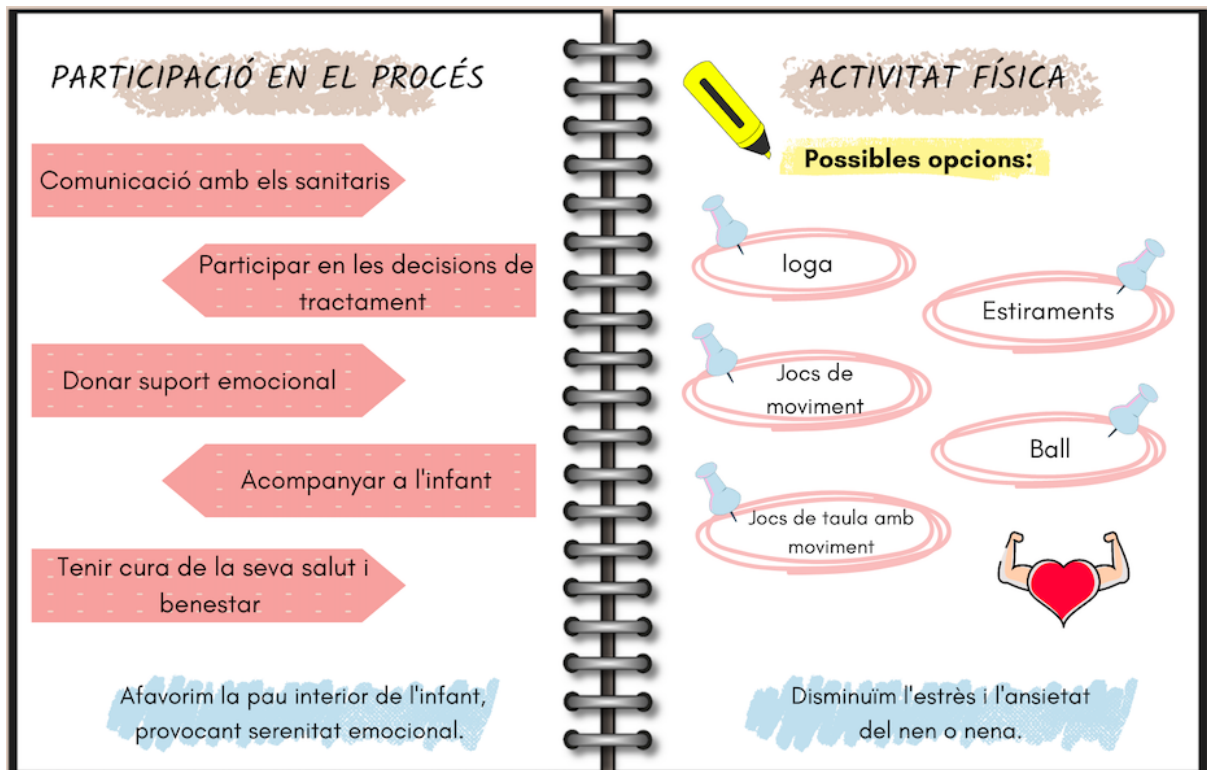 PARTICIPACIÓ EN EL PROCÉS
Comunicació amb els sanitaris
Participar en les decisions de
tractament
Donar suport emocional
Acompanyar a l'infant
Tenir cura de la seva salut i
benestar
Afavorim la pau interior de l'infant,
provocant serenitat emocional.
ACTIVITAT FÍSICA
Possibles opcions:
Ioga
Estiraments
Jocs de
moviment
Ball
Jocs de taula amb
moviment
Disminuïm l'estrès i l'ansietat
del nen o nena.